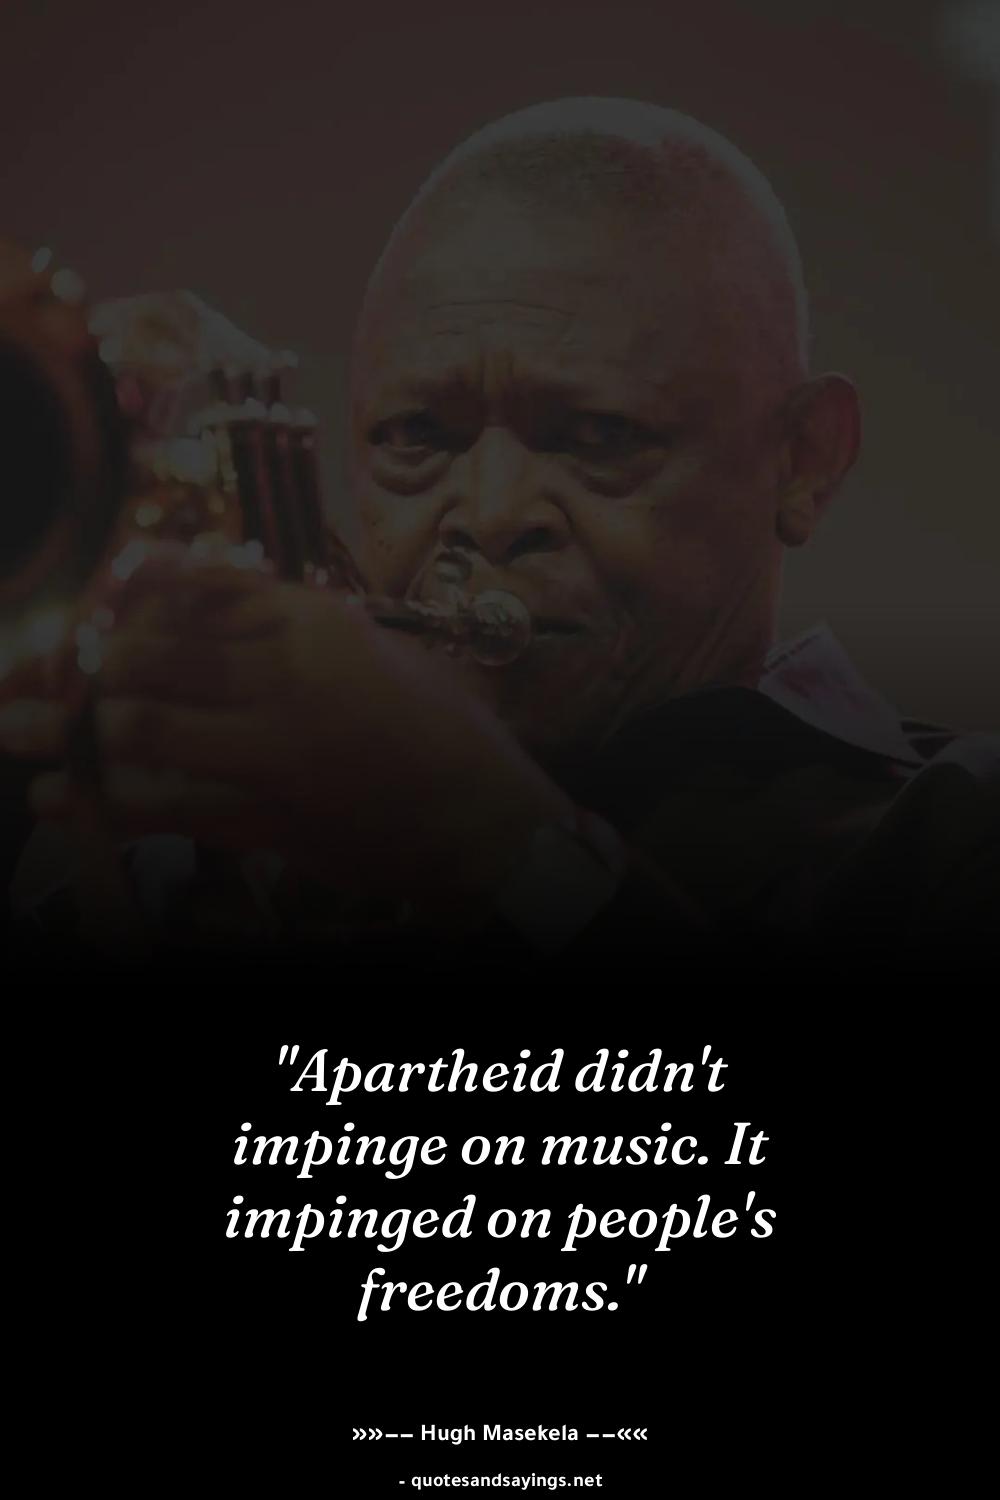 "Apartheid didn't
impinge on music. It
impinged on people's
freedoms."
»»–– Hugh Masekela ––««
- quotesandsayings.net